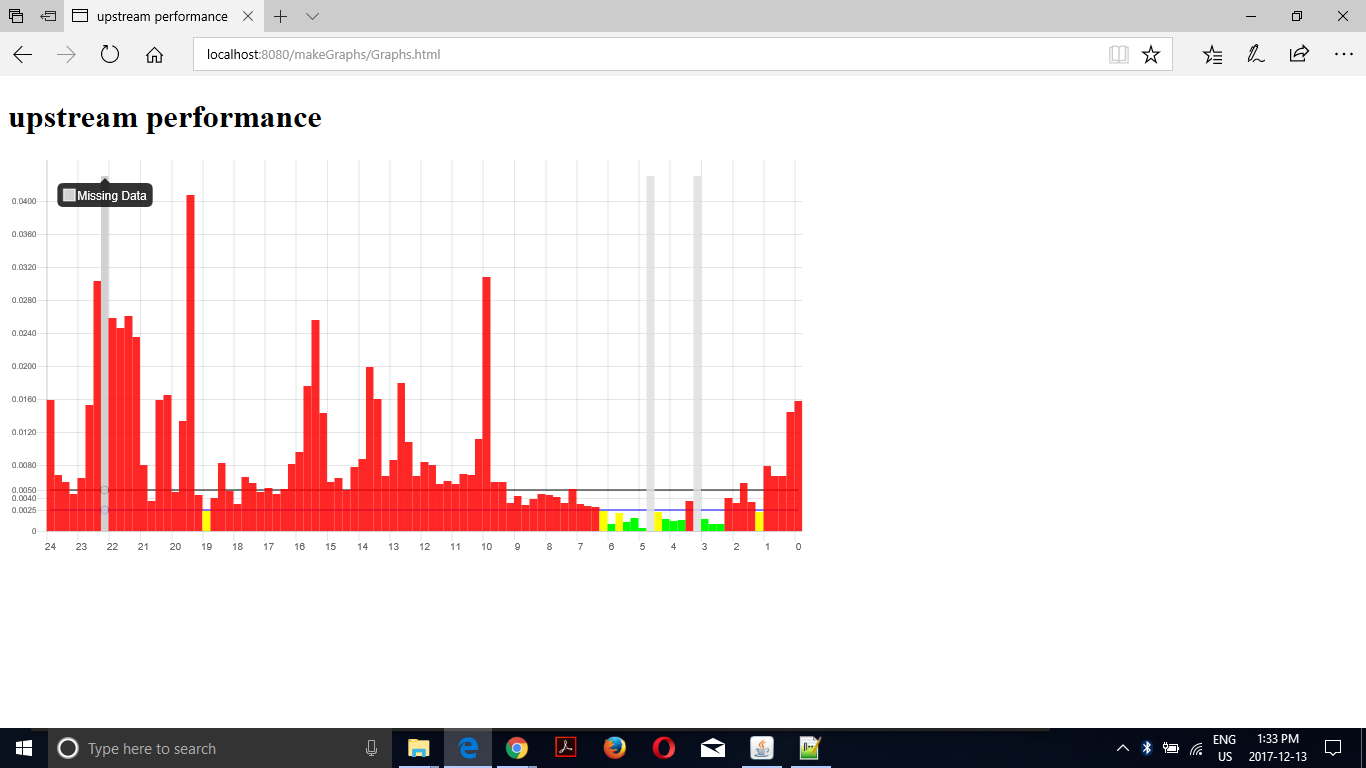 upstream performance
localhost:8080/makeGraphs/Graphs.html
upstream performance
Missing Data
0.0400
0.0360
0.0320
0.0280
0.0240
0.0200
0.0160
0.0120
0.0080
0.0050
0.0040
0.0025
0
24 23 22 21 20 19 18 17 16 15 14 13 12 11 10 9 8 7 6 5 4 3 2 1 0
Type here to search
ENG
US
1:33 PM
2017-12-13